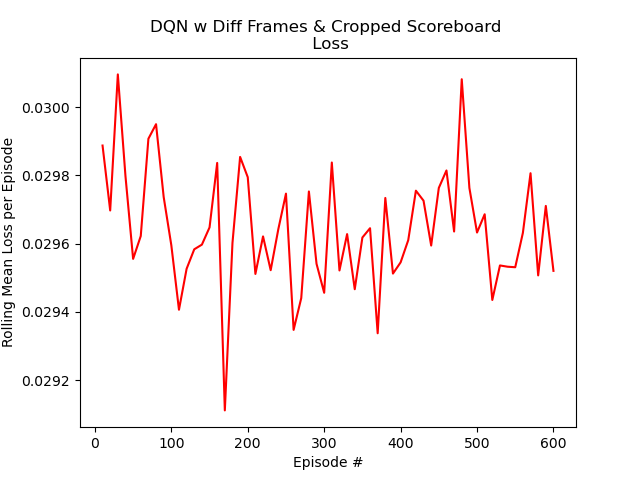 DQN w Diff Frames & Cropped Scoreboard
Loss
0.0300
0.0298
0.0296
0.0294
0.0292
Rolling Mean Loss per Episode
0 100 200 300 400 500 600
Episode #